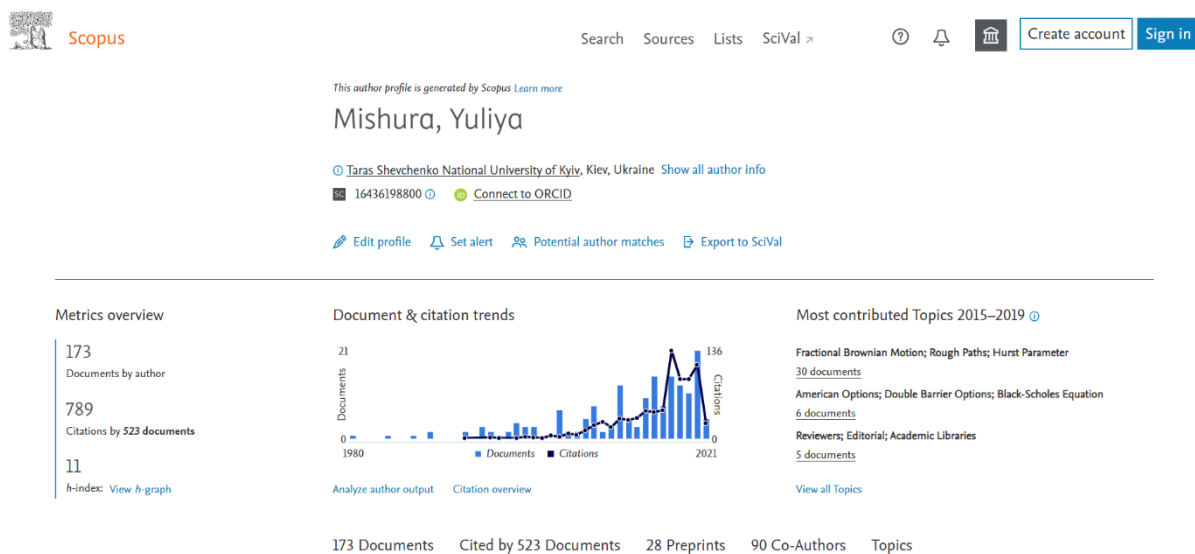 Scopus
Search Sources Lists SciVal ↗
Create account Sign in
This author profile is generated by Scopus Learn more
Mishura, Yuliya
Taras Shevchenko National University of Kyiv, Kiev, Ukraine Show all author info
SC 16436198800 iD Connect to ORCID
Edit profile Set alert Potential author matches Export to SciVal
Metrics overview
173
Documents by author
789
Citations by 523 documents
11
h-index: View h-graph
Document & citation trends
21 136
Documents
Citations
0 0
1980 2021
Documents Citations
Analyze author output Citation overview
Most contributed Topics 2015–2019
Fractional Brownian Motion; Rough Paths; Hurst Parameter
30 documents
American Options; Double Barrier Options; Black-Scholes Equation
6 documents
Reviewers; Editorial; Academic Libraries
5 documents
View all Topics
173 Documents Cited by 523 Documents 28 Preprints 90 Co-Authors Topics